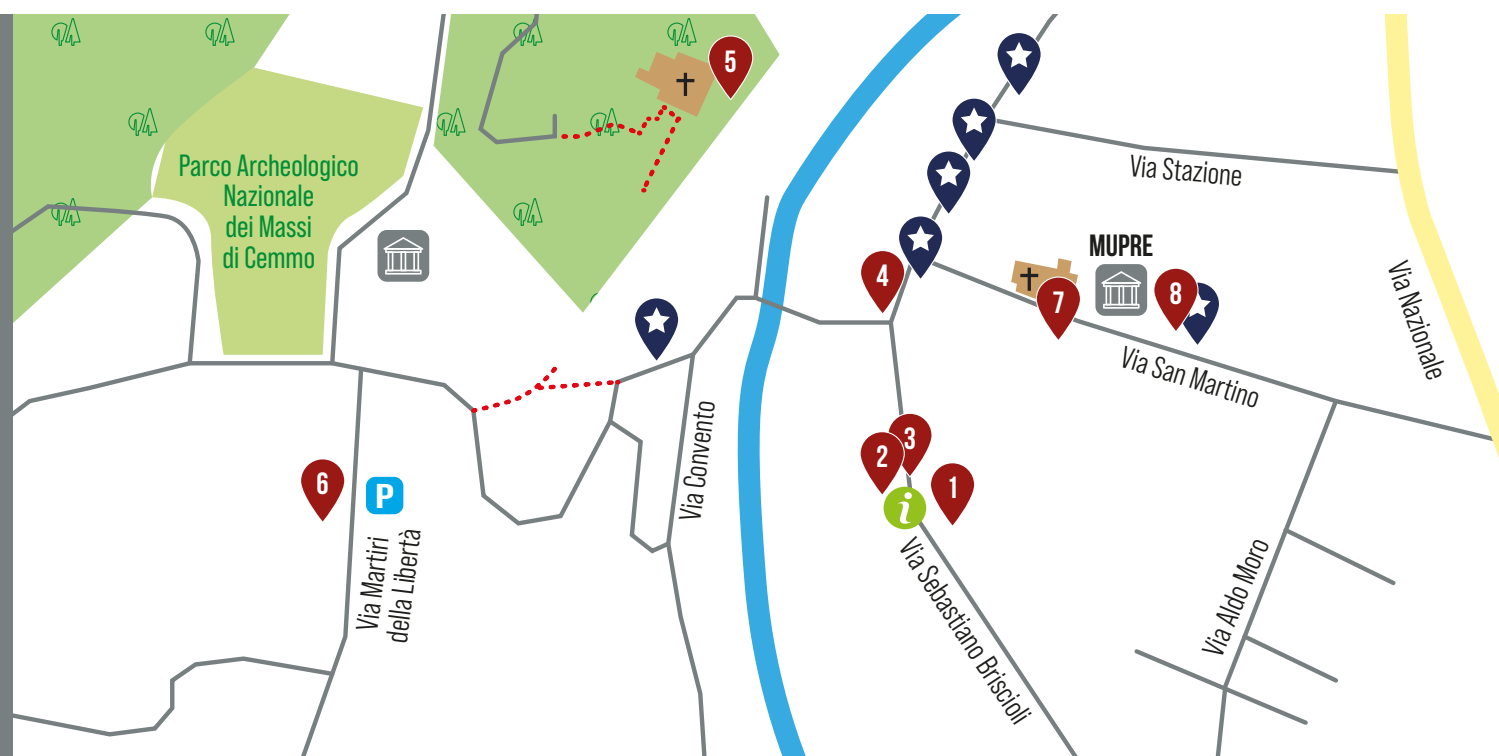 5
Parco Archeologico
Nazionale
dei Massi
di Cemmo
Via Stazione
MUPRE
4
7
8
Via Nazionale
Via San Martino
Via Convento
6
P
2
3
1
i
Via Martiri
della Libertà
Via Sebastiano Briscioli
Via Aldo Moro